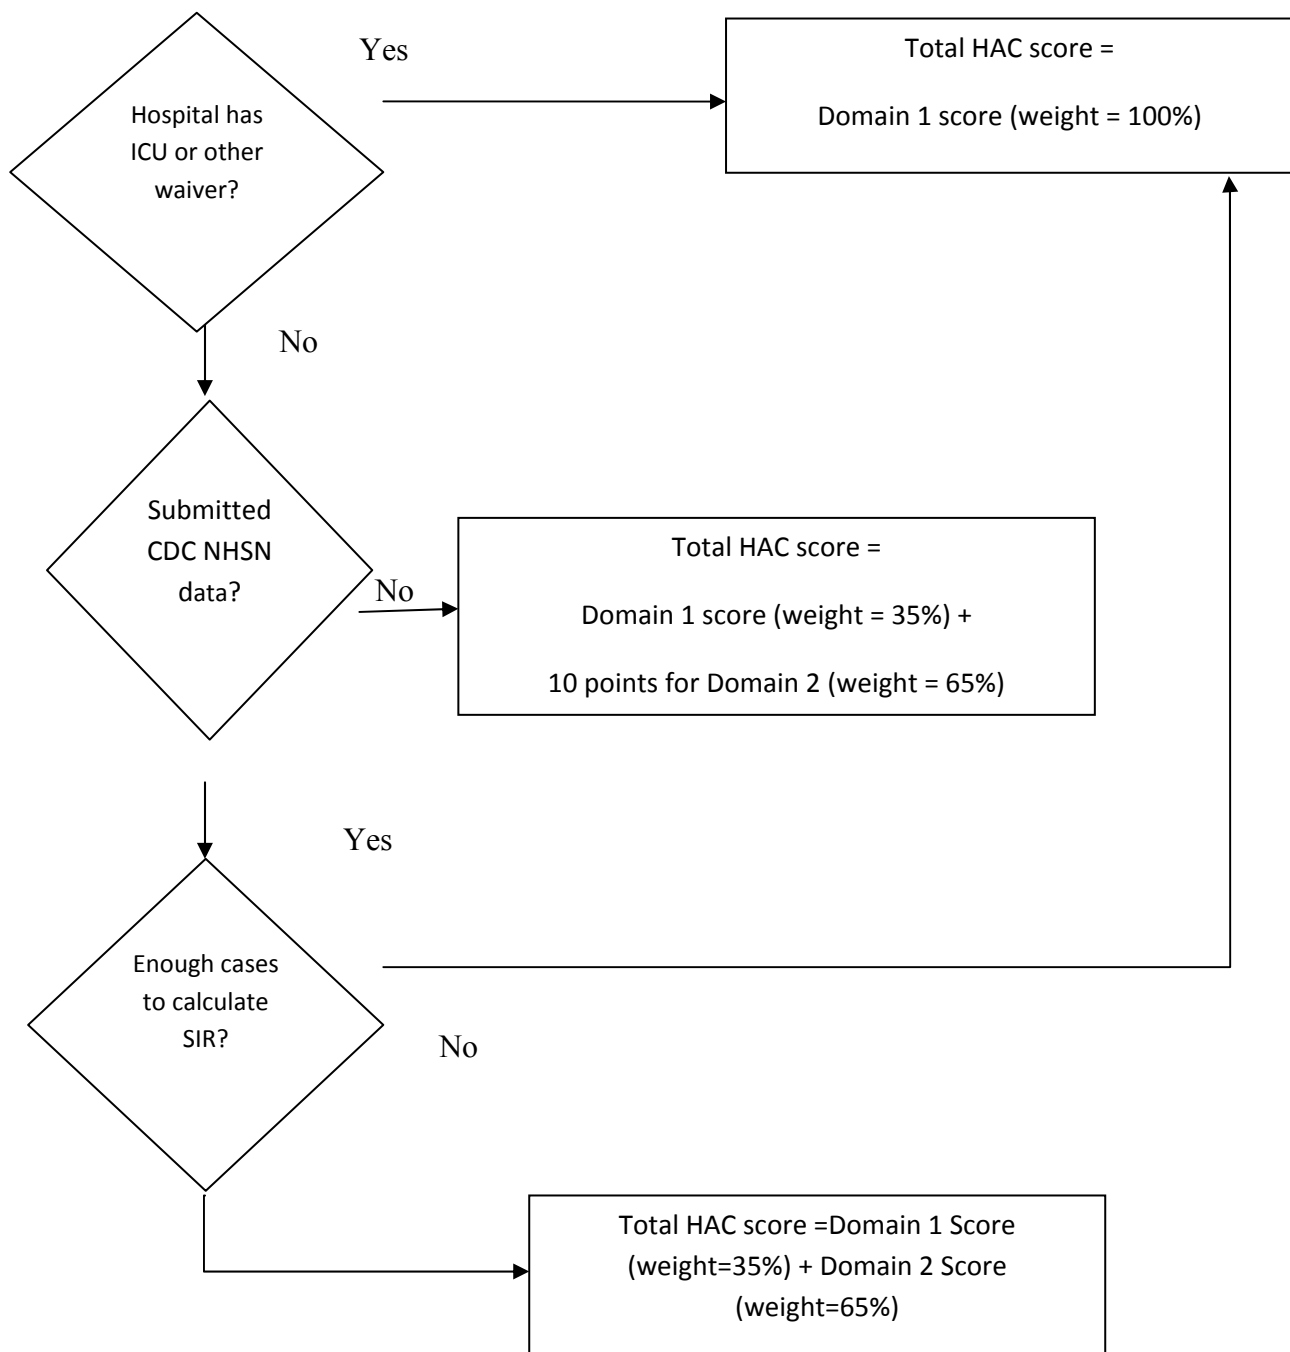 Yes
Total HAC score =
Domain 1 score (weight = 100%)
Hospital has
ICU or other
waiver?
No
Submitted
CDC NHSN
data?
No
Total HAC score =
Domain 1 score (weight = 35%) +
10 points for Domain 2 (weight = 65%)
Yes
Enough cases
to calculate
SIR?
No
Total HAC score =Domain 1 Score
(weight=35%) + Domain 2 Score
(weight=65%)